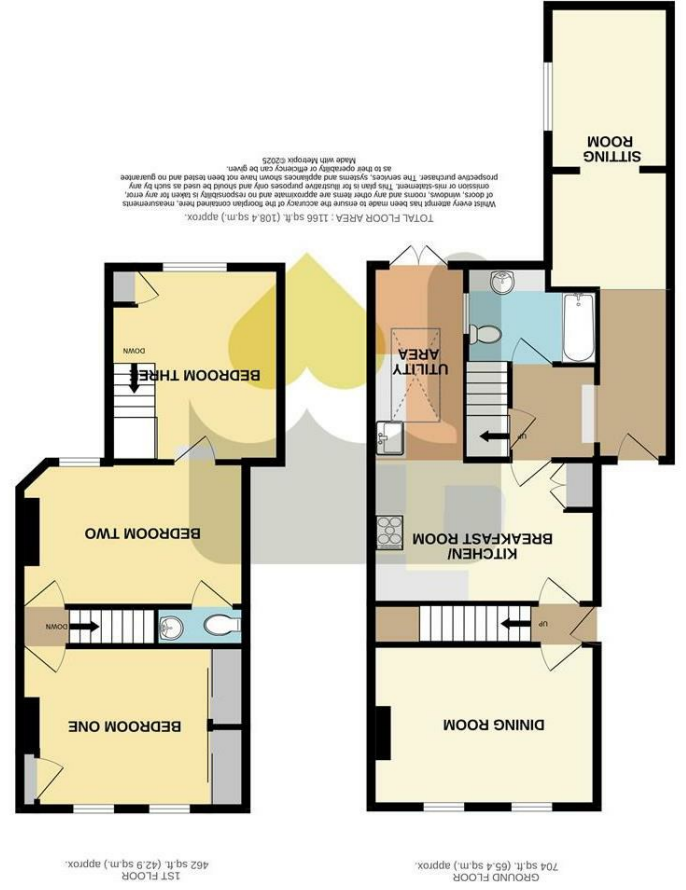 GROUND FLOOR
704 sq.ft. (65.4 sq.m.) approx.
1ST FLOOR
462 sq.ft. (42.9 sq.m.) approx.
DINING ROOM
UP
KITCHEN/
BREAKFAST ROOM
UP
UTILITY
AREA
SITTING
ROOM
BEDROOM ONE
DOWN
BEDROOM TWO
BEDROOM THREE
DOWN
TOTAL FLOOR AREA : 1166 sq.ft. (108.4 sq.m.) approx.
Whilst every attempt has been made to ensure the accuracy of the floorplan contained here, measurements
of doors, windows, rooms and any other items are approximate and no responsibility is taken for any error,
omission or mis-statement. This plan is for illustrative purposes only and should be used as such by any
prospective purchaser. The services, systems and appliances shown have not been tested and no guarantee
as to their operability or efficiency can be given.
Made with Metropix ©2025